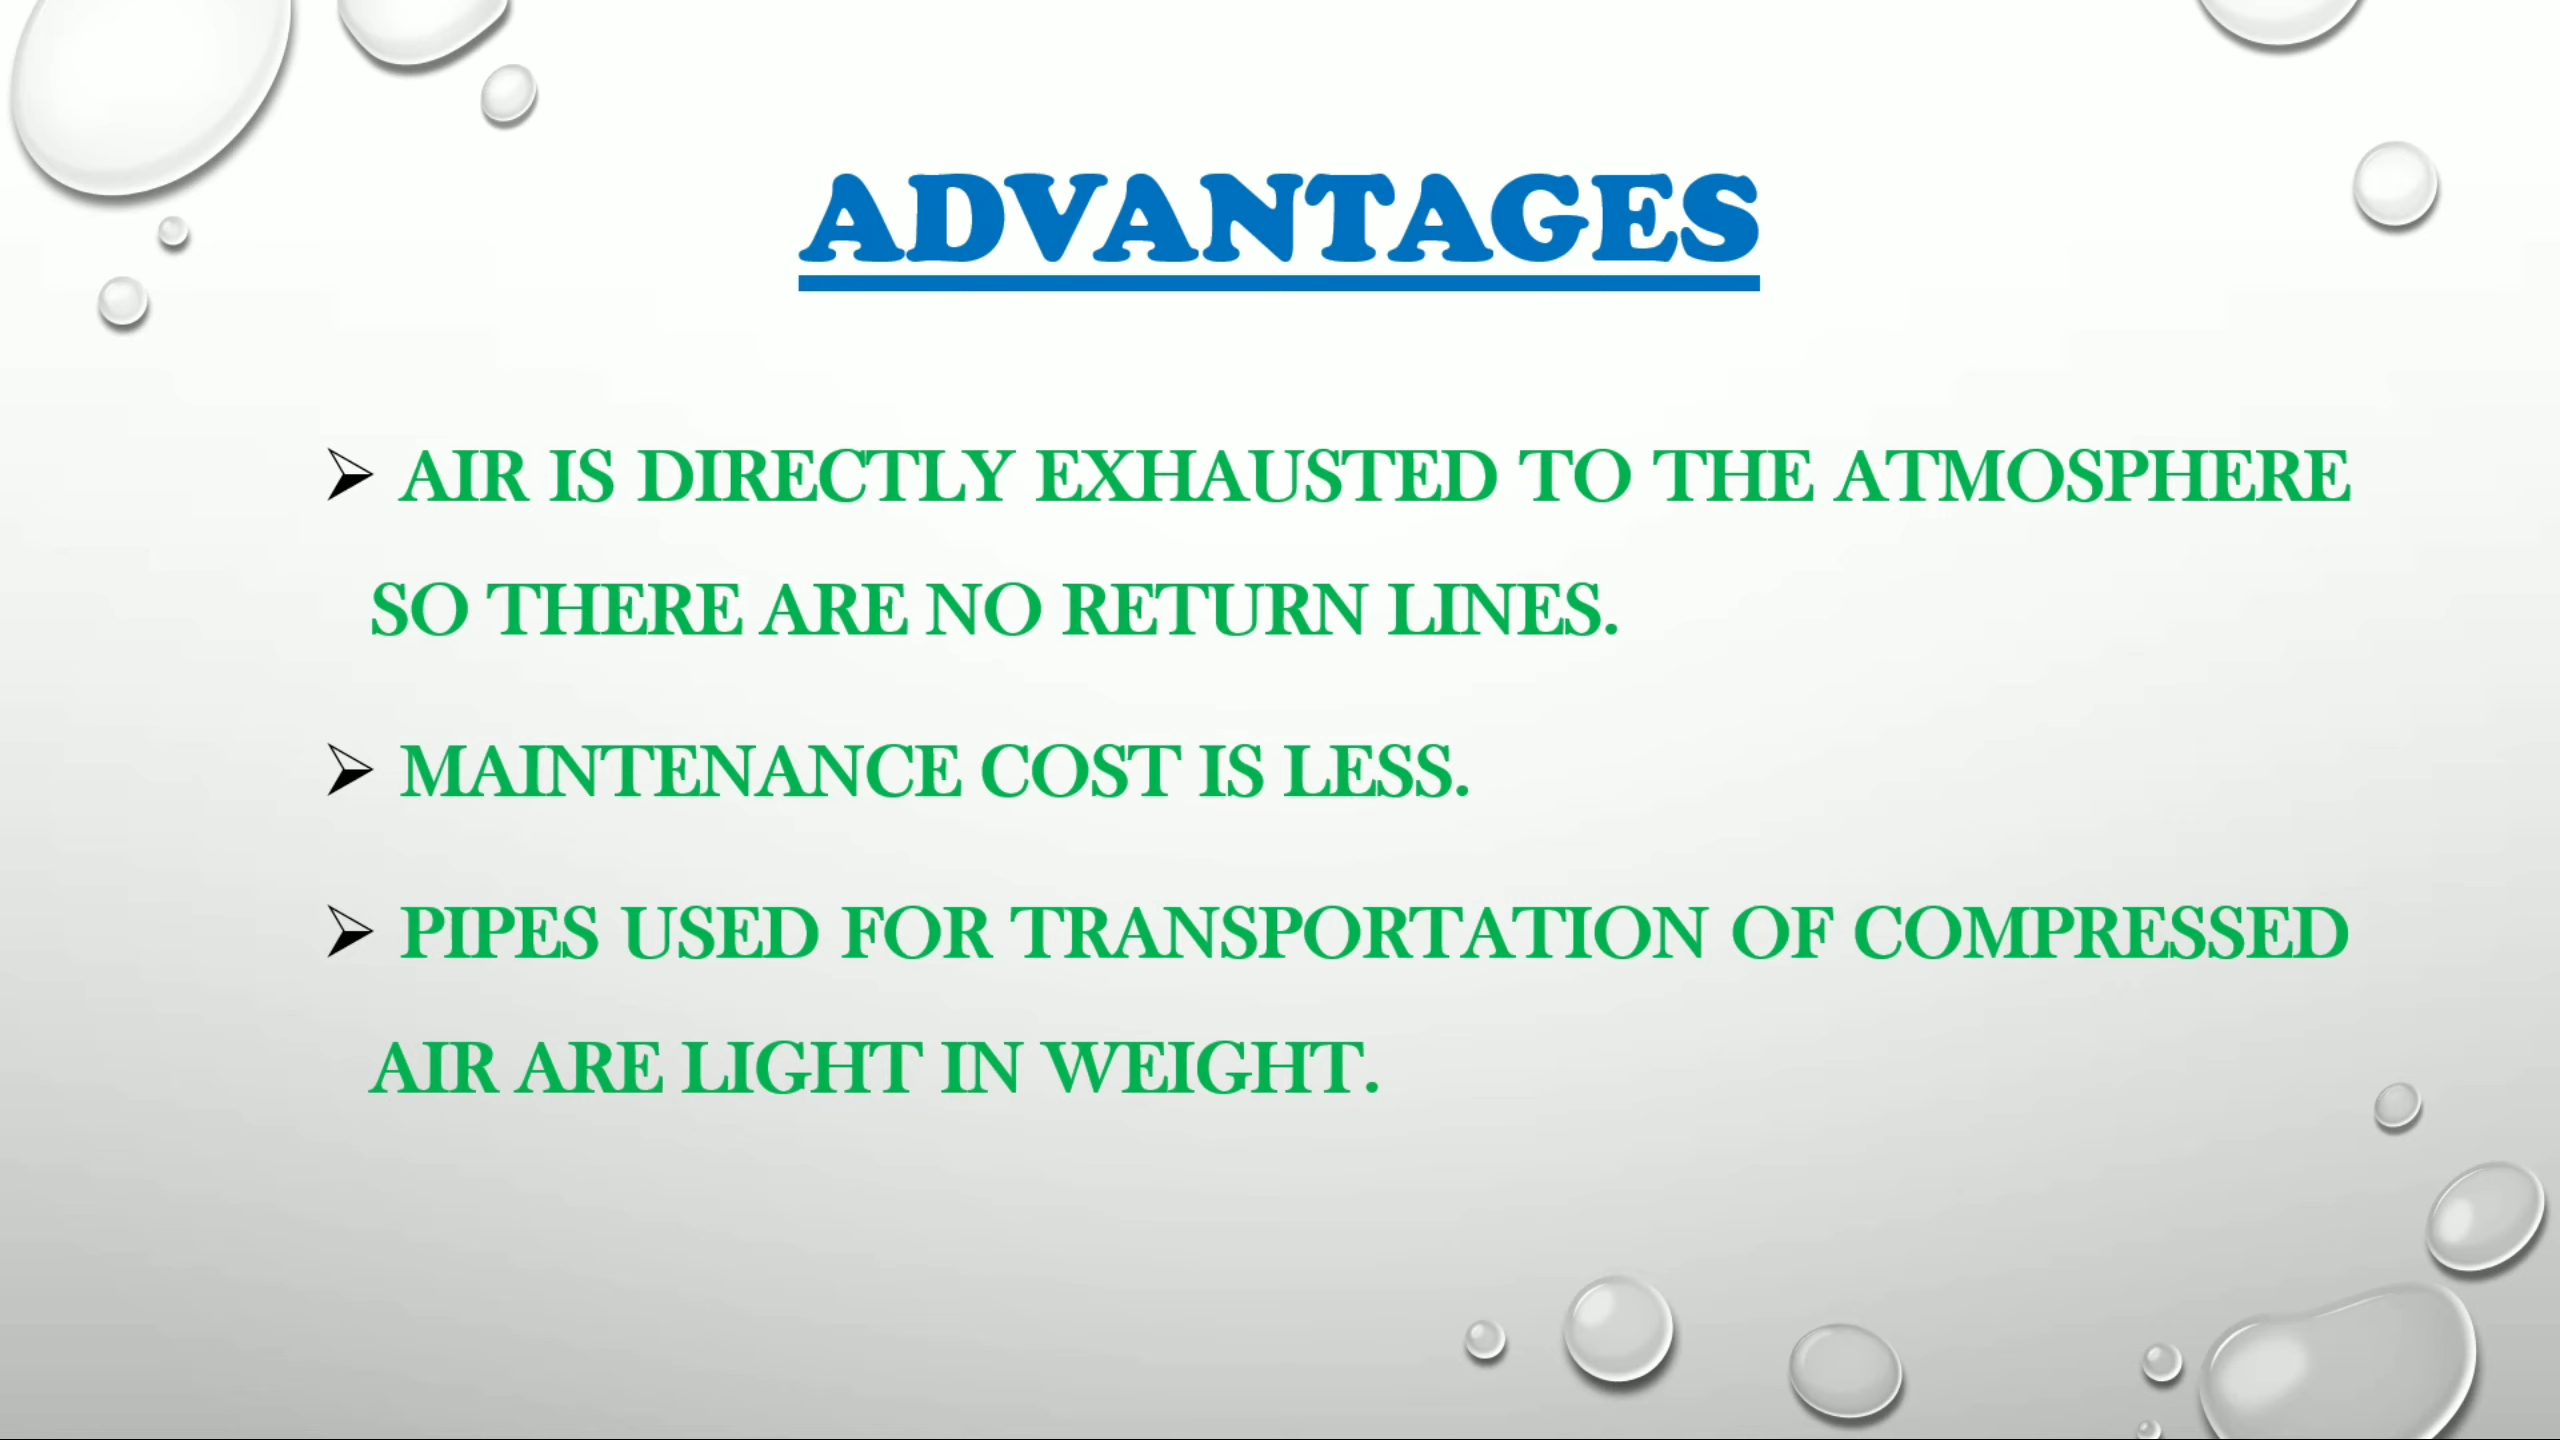 ADVANTAGES
AIR IS DIRECTLY EXHAUSTED TO THE ATMOSPHERE
SO THERE ARE NO RETURN LINES.
MAINTENANCE COST IS LESS.
PIPES USED FOR TRANSPORTATION OF COMPRESSED
AIR ARE LIGHT IN WEIGHT.